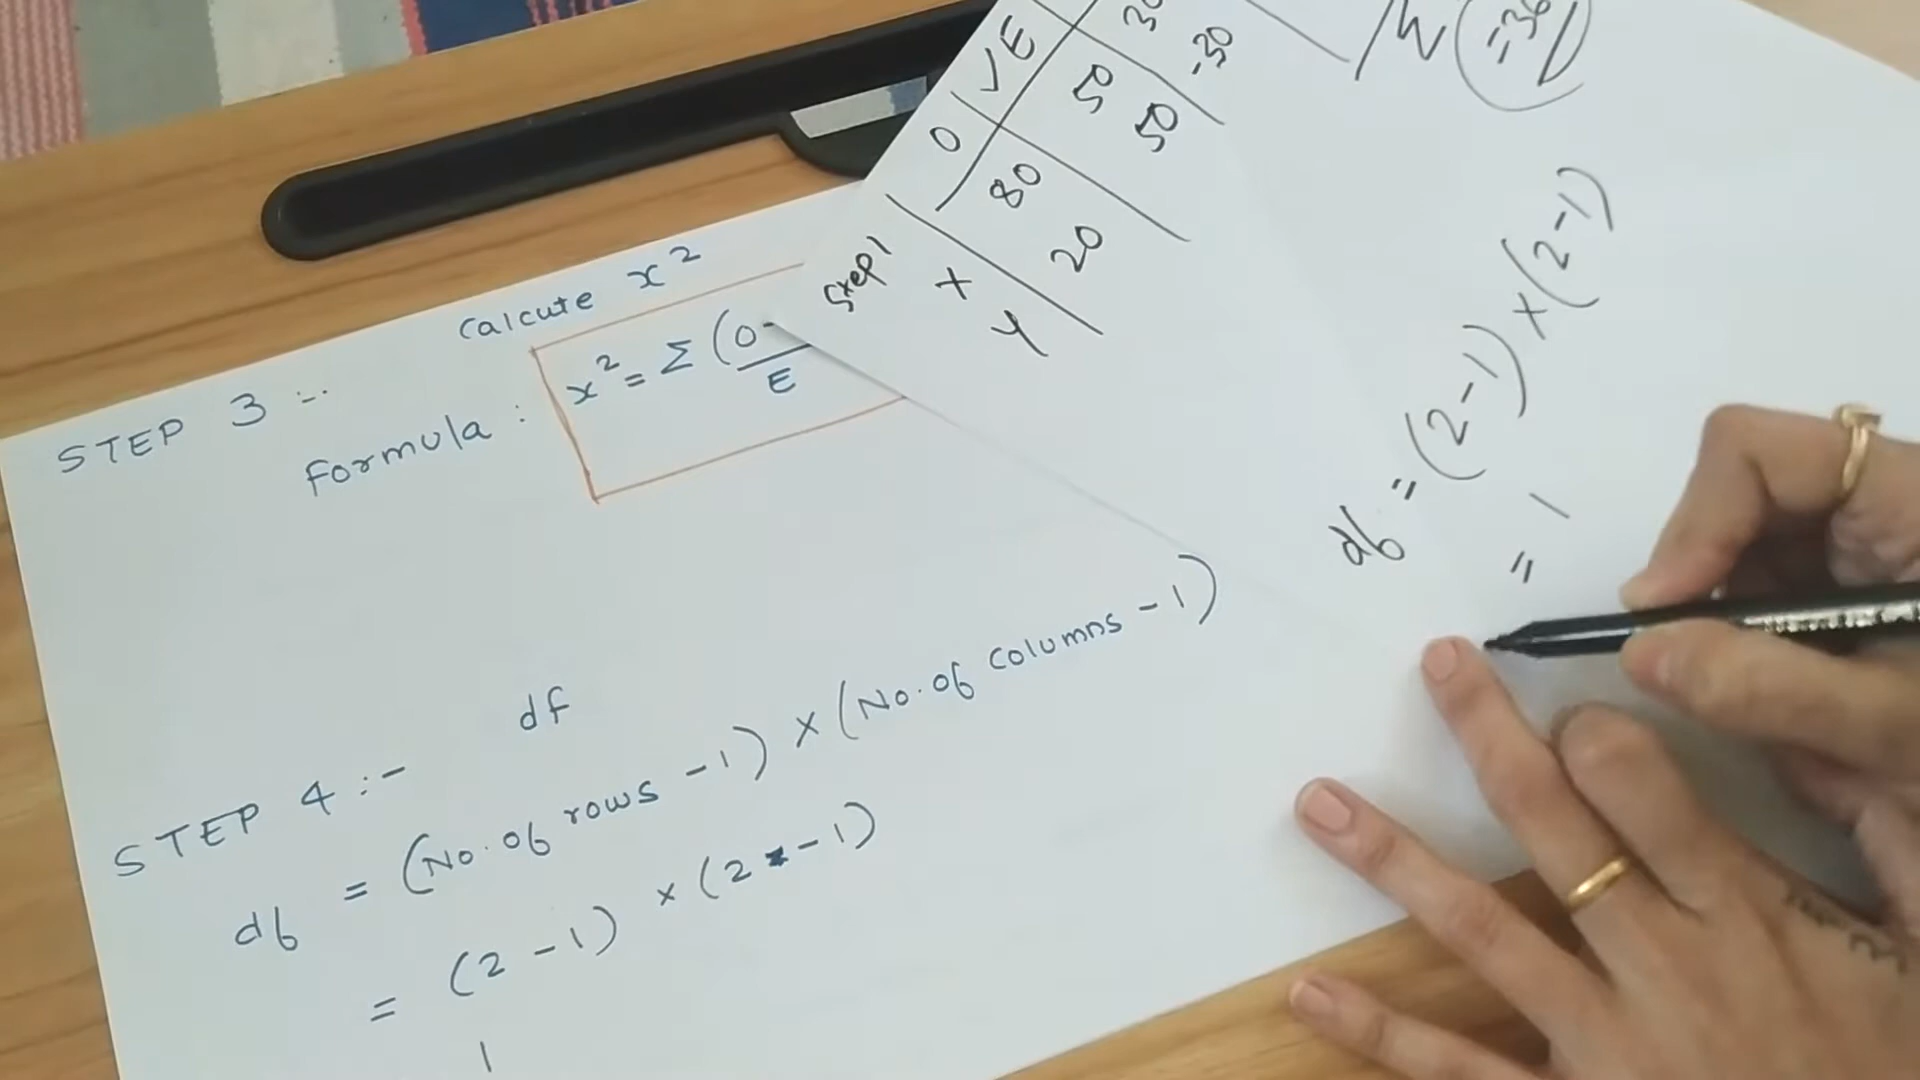 STEP 3 :-
Calcute x²
Formula :
x² = Σ (O-
E
STEP 4 :-
df
df = (No. of rows - 1) × (No. of columns - 1)
= (2 - 1) × (2 - 1)
1
Step 1
O E
X 80 50
Y 20 50 -30
Σ = 36
df = (2-1) × (2-1)
= 1